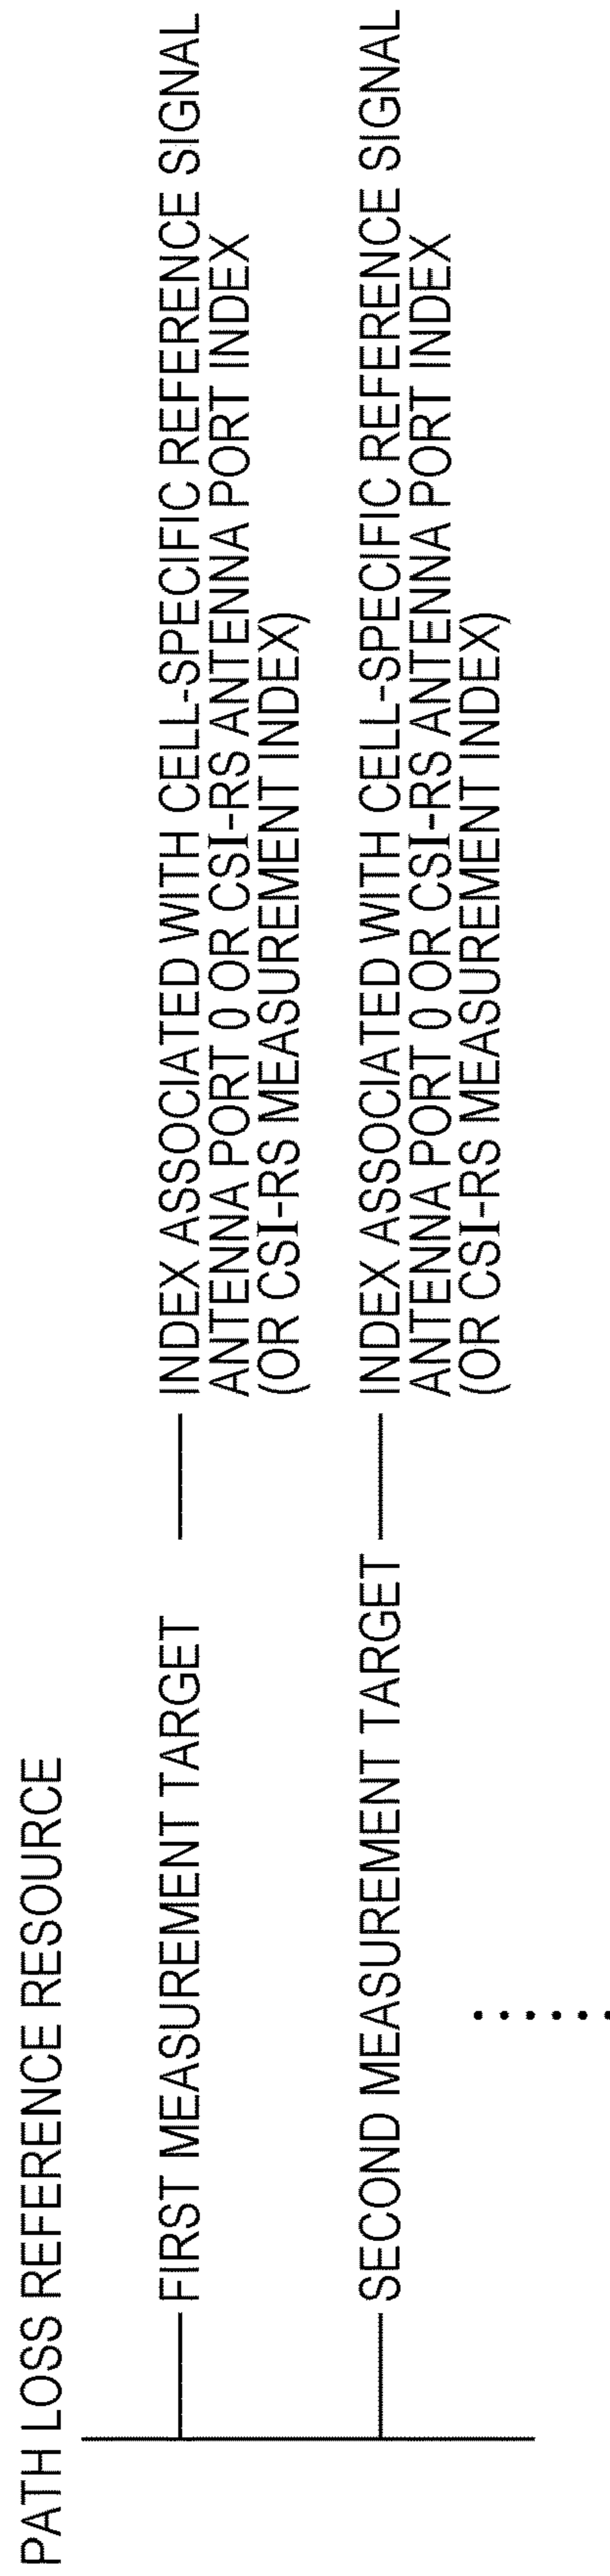 PATH LOSS REFERENCE RESOURCE
FIRST MEASUREMENT TARGET
INDEX ASSOCIATED WITH CELL-SPECIFIC REFERENCE SIGNAL
ANTENNA PORT 0 OR CSI-RS ANTENNA PORT INDEX
(OR CSI-RS MEASUREMENT INDEX)
SECOND MEASUREMENT TARGET
INDEX ASSOCIATED WITH CELL-SPECIFIC REFERENCE SIGNAL
ANTENNA PORT 0 OR CSI-RS ANTENNA PORT INDEX
(OR CSI-RS MEASUREMENT INDEX)